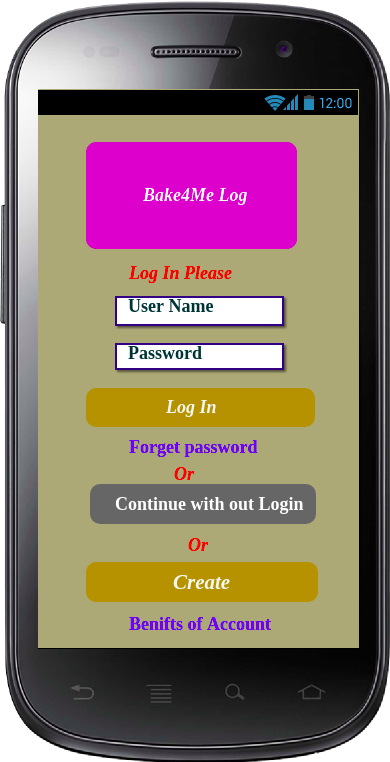 12:00
Bake4Me Log
Log In Please
User Name
Password
Log In
Forget password
Or
Continue with out Login
Or
Create
Benifts of Account